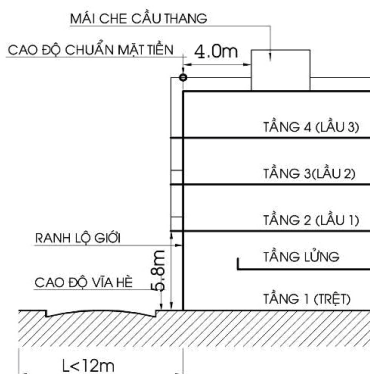 MÁI CHE CẦU THANG
CAO ĐỘ CHUẨN MẶT TIỀN
4.0m
TẦNG 4 (LẦU 3)
TẦNG 3(LẦU 2)
TẦNG 2 (LẦU 1)
RANH LỘ GIỚI
5.8m
TẦNG LỬNG
CAO ĐỘ VĨA HÈ
TẦNG 1 (TRỆT)
L<12m